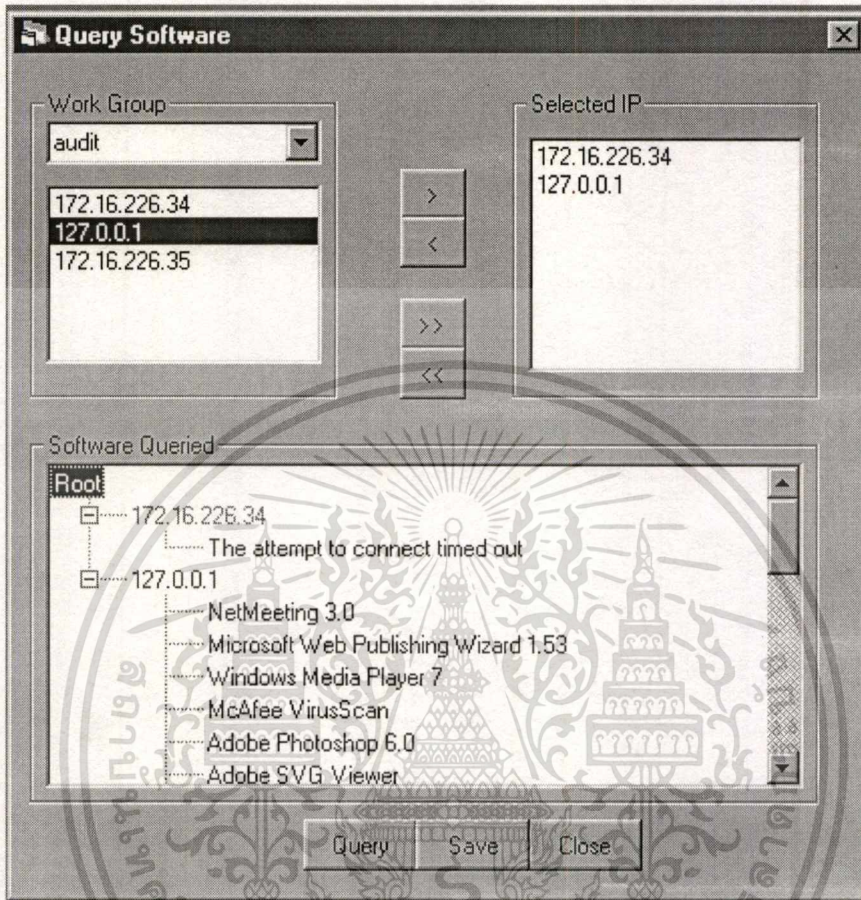 Query Software
Work Group
audit
172.16.226.34
127.0.0.1
172.16.226.35
>
<
>>
<<
Selected IP
172.16.226.34
127.0.0.1
Software Queried
Root
172.16.226.34
The attempt to connect timed out
127.0.0.1
NetMeeting 3.0
Microsoft Web Publishing Wizard 1.53
Windows Media Player 7
McAfee VirusScan
Adobe Photoshop 6.0
Adobe SVG Viewer
Query
Save
Close